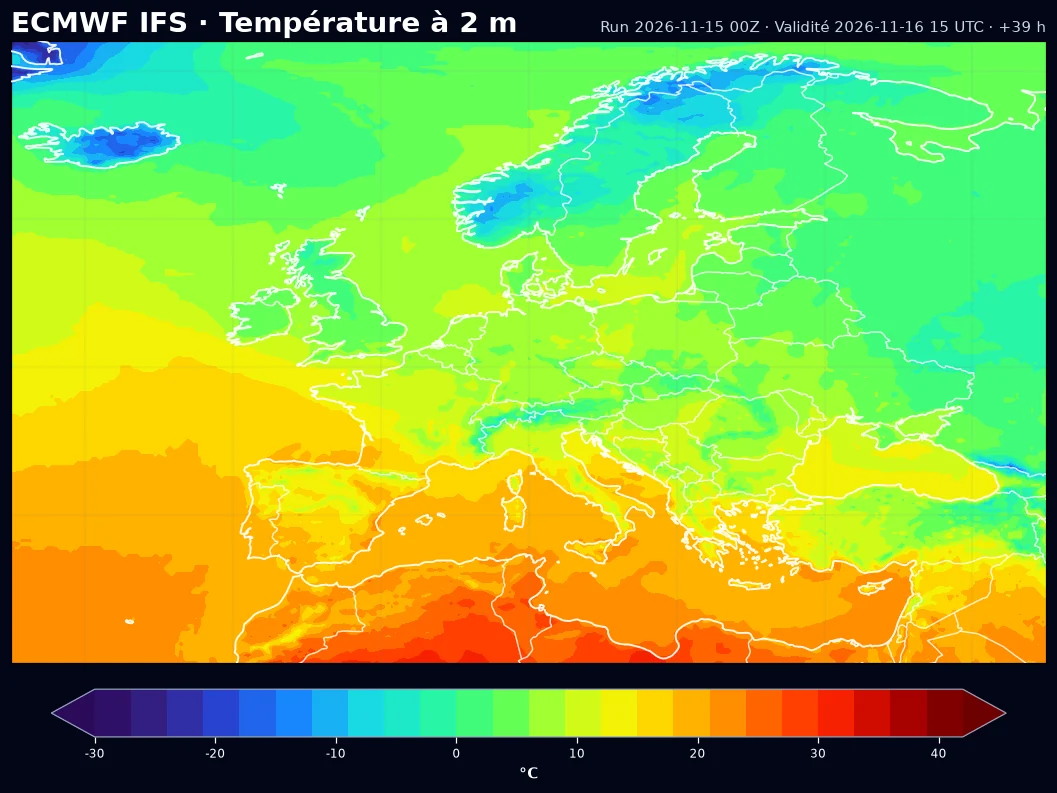 ECMWF IFS · Température à 2 m
Run 2026-11-15 00Z · Validité 2026-11-16 15 UTC · +39 h
-30 -20 -10 0 10 20 30 40
°C